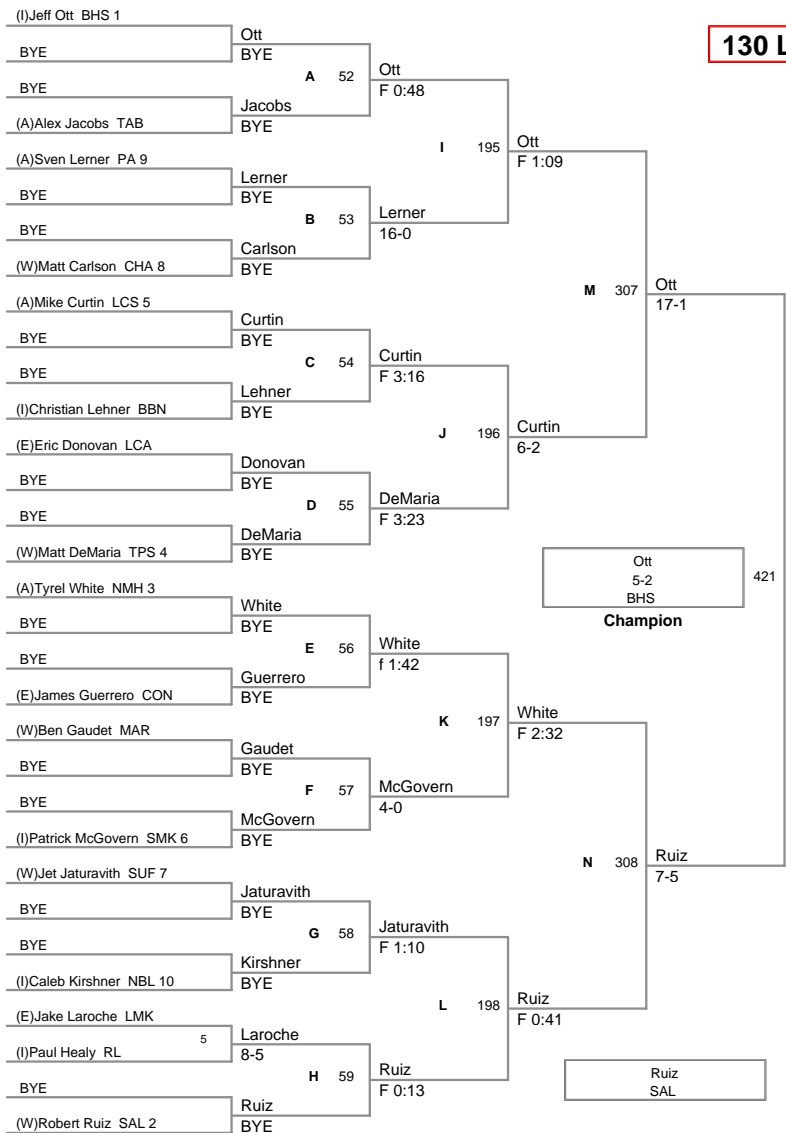 (I)Jeff Ott BHS 1
BYE
BYE
(A)Alex Jacobs TAB
(A)Sven Lerner PA 9
BYE
BYE
(W)Matt Carlson CHA 8
(A)Mike Curtin LCS 5
BYE
BYE
(I)Christian Lehner BBN
(E)Eric Donovan LCA
BYE
BYE
(W)Matt DeMaria TPS 4
(A)Tyrel White NMH 3
BYE
BYE
(E)James Guerrero CON
(W)Ben Gaudet MAR
BYE
BYE
(I)Patrick McGovern SMK 6
(W)Jet Jaturavith SUF 7
BYE
BYE
(I)Caleb Kirshner NBL 10
(E)Jake Laroche LMK
5
(I)Paul Healy RL
BYE
(W)Robert Ruiz SAL 2
Ott
BYE
A 52
Jacobs
BYE
Lerner
BYE
B 53
Carlson
BYE
Curtin
BYE
C 54
Lehner
BYE
Donovan
BYE
D 55
DeMaria
BYE
White
BYE
E 56
Guerrero
BYE
Gaudet
BYE
F 57
McGovern
BYE
Jaturavith
BYE
G 58
Kirshner
BYE
Laroche
8-5
H 59
Ruiz
BYE
Ott
F 0:48
I 195
Lerner
16-0
Curtin
F 3:16
J 196
DeMaria
F 3:23
White
f 1:42
K 197
McGovern
4-0
Jaturavith
F 1:10
L 198
Ruiz
F 0:13
Ott
F 1:09
M 307
Curtin
6-2
White
F 2:32
N 308
Ruiz
F 0:41
130 L
Ott
17-1
Ott
5-2
BHS
421
Champion
Ruiz
7-5
Ruiz
SAL